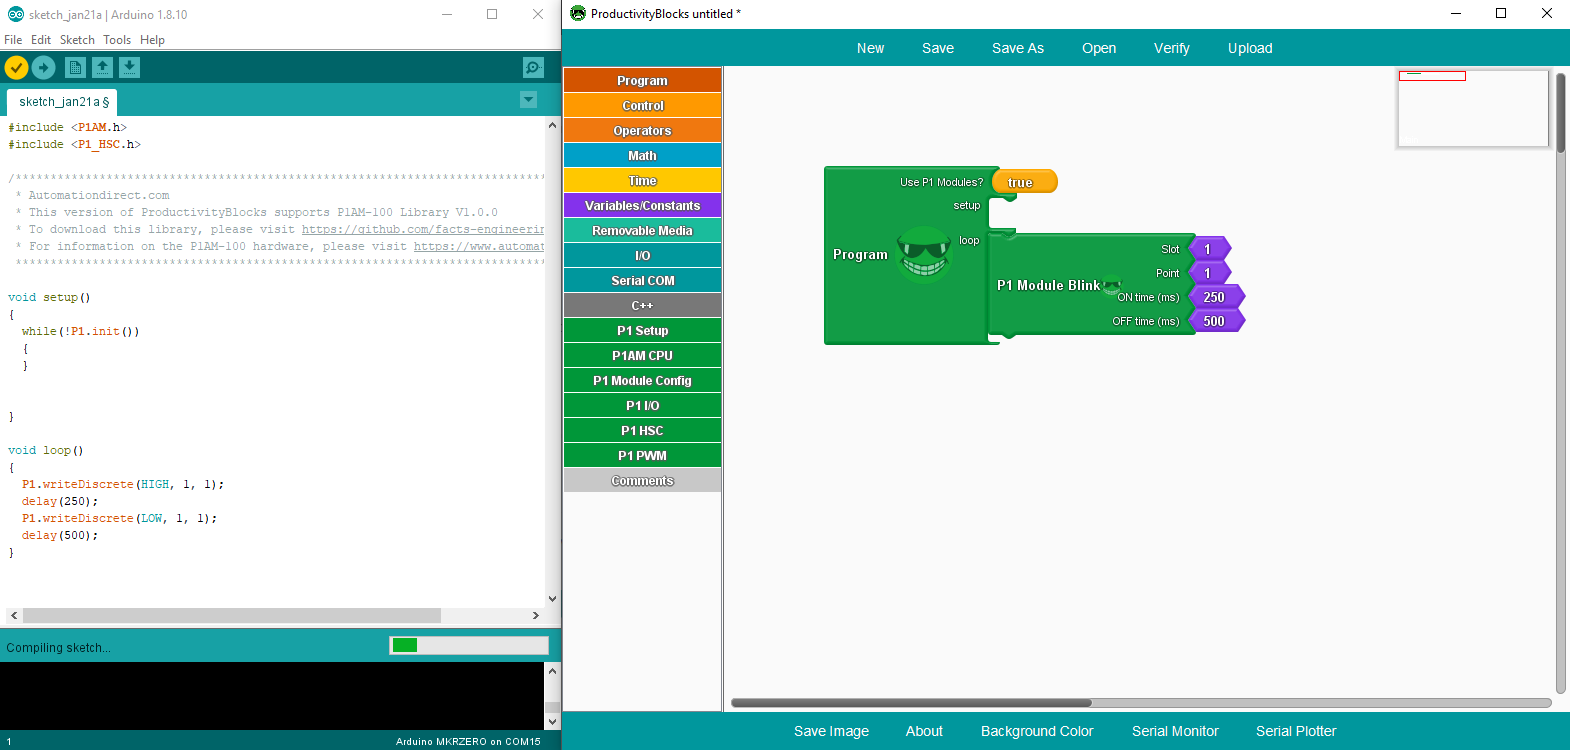 sketch_jan21a | Arduino 1.8.10
File Edit Sketch Tools Help
sketch_jan21a §
#include <P1AM.h>
#include <P1_HSC.h>
/****************************************************************************
* Automationdirect.com
* This version of ProductivityBlocks supports P1AM-100 Library V1.0.0
* To download this library, please visit https://github.com/facts-engineerin
* For information on the P1AM-100 hardware, please visit https://www.automat
****************************************************************************
void setup()
{
while(!P1.init())
{
}
}
void loop()
{
P1.writeDiscrete(HIGH, 1, 1);
delay(250);
P1.writeDiscrete(LOW, 1, 1);
delay(500);
}
Compiling sketch...
1
Arduino MKRZERO on COM15
ProductivityBlocks untitled *
New Save Save As Open Verify Upload
Program
Control
Operators
Math
Time
Variables/Constants
Removable Media
I/O
Serial COM
C++
P1 Setup
P1AM CPU
P1 Module Config
P1 I/O
P1 HSC
P1 PWM
Comments
Use P1 Modules? true
setup
loop
Program
P1 Module Blink
Slot 1
Point 1
ON time (ms) 250
OFF time (ms) 500
Save Image About Background Color Serial Monitor Serial Plotter